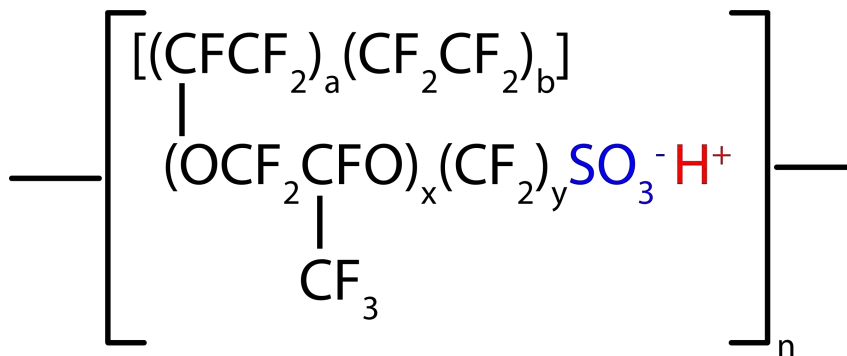 [(CFCF₂)ₐ(CF₂CF₂)b]
(OCF₂CFO)ₓ(CF₂)ySO₃⁻H⁺
CF₃
n